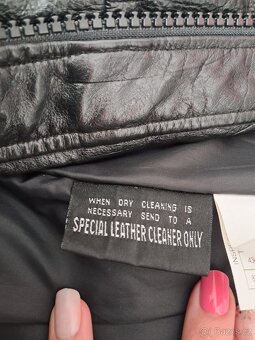 WHEN DRY CLEANING IS
NECESSARY SEND TO A
SPECIAL LEATHER CLEANER ONLY